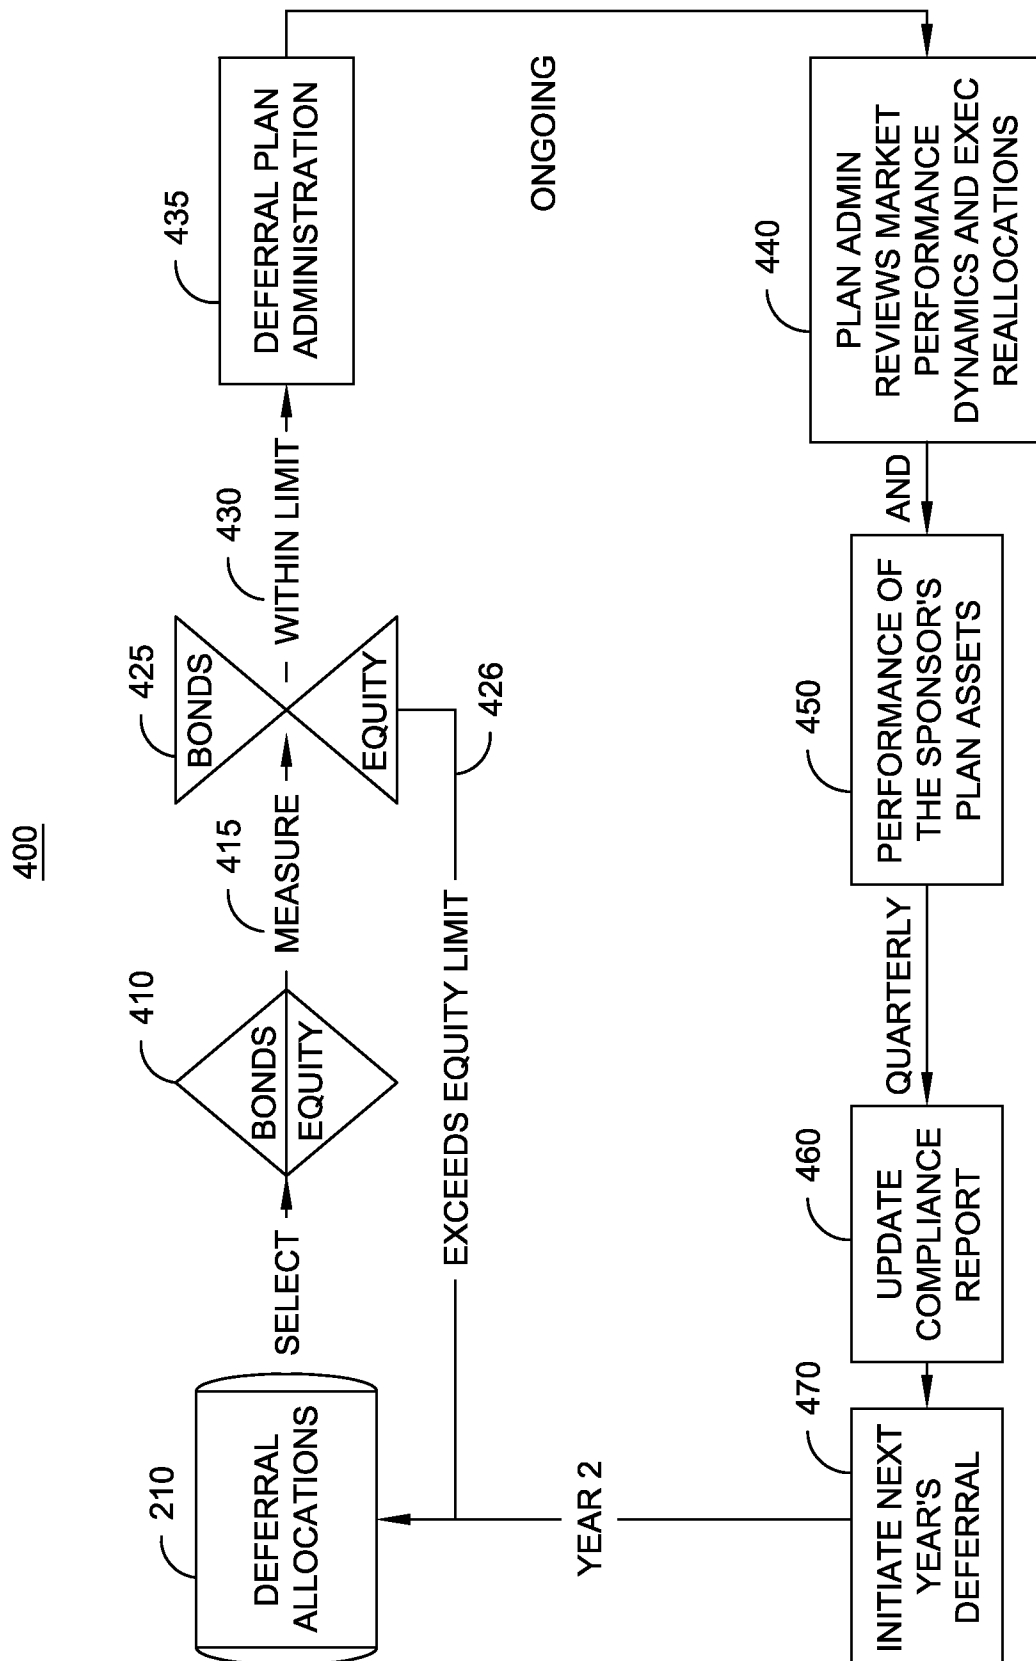 400
210
DEFERRAL
ALLOCATIONS
SELECT
410
BONDS
EQUITY
415
MEASURE
425
BONDS
EQUITY
426
EXCEEDS EQUITY LIMIT
430
WITHIN LIMIT
435
DEFERRAL PLAN
ADMINISTRATION
ONGOING
440
PLAN ADMIN
REVIEWS MARKET
PERFORMANCE
DYNAMICS AND EXEC
REALLOCATIONS
AND
450
PERFORMANCE OF
THE SPONSOR'S
PLAN ASSETS
QUARTERLY
460
UPDATE
COMPLIANCE
REPORT
470
INITIATE NEXT
YEAR'S
DEFERRAL
YEAR 2